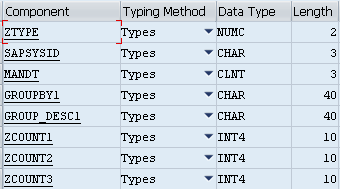 Component Typing Method Data Type Length
ZTYPE Types NUMC 2
SAPSYSID Types CHAR 3
MANDT Types CLNT 3
GROUPBY1 Types CHAR 40
GROUP_DESC1 Types CHAR 40
ZCOUNT1 Types INT4 10
ZCOUNT2 Types INT4 10
ZCOUNT3 Types INT4 10